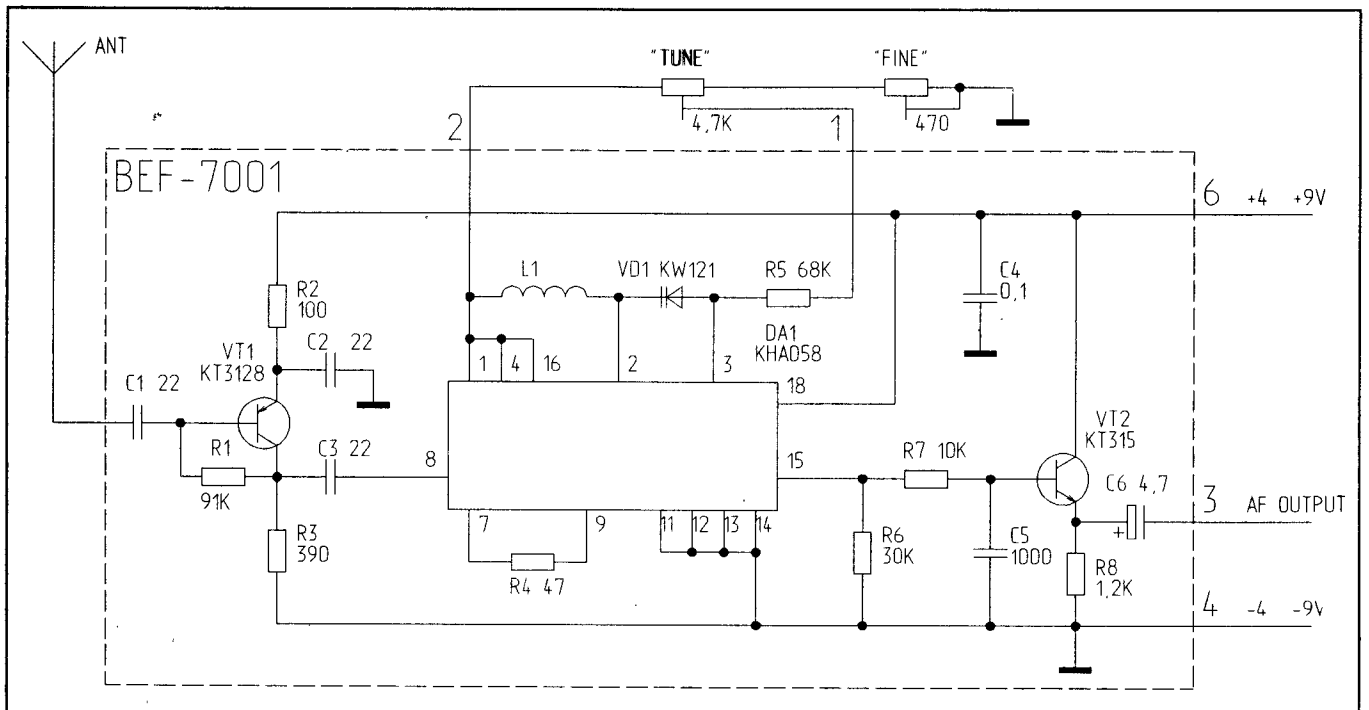 ANT
"TUNE"
"FINE"
2
4,7K
1
470
BEF-7001
6 +4 +9V
L1
VD1 KW121
R5 68K
C4
0,1
R2
100
DA1
KHA058
VT1
KT3128
C2 22
1
4
16
2
3
18
C1 22
VT2
KT315
R1
91K
C3 22
8
15
R7 10K
C6 4,7
3 AF OUTPUT
+
7
9
11
12
13
14
R3
390
R4 47
R6
30K
C5
1000
R8
1,2K
4 -4 -9V